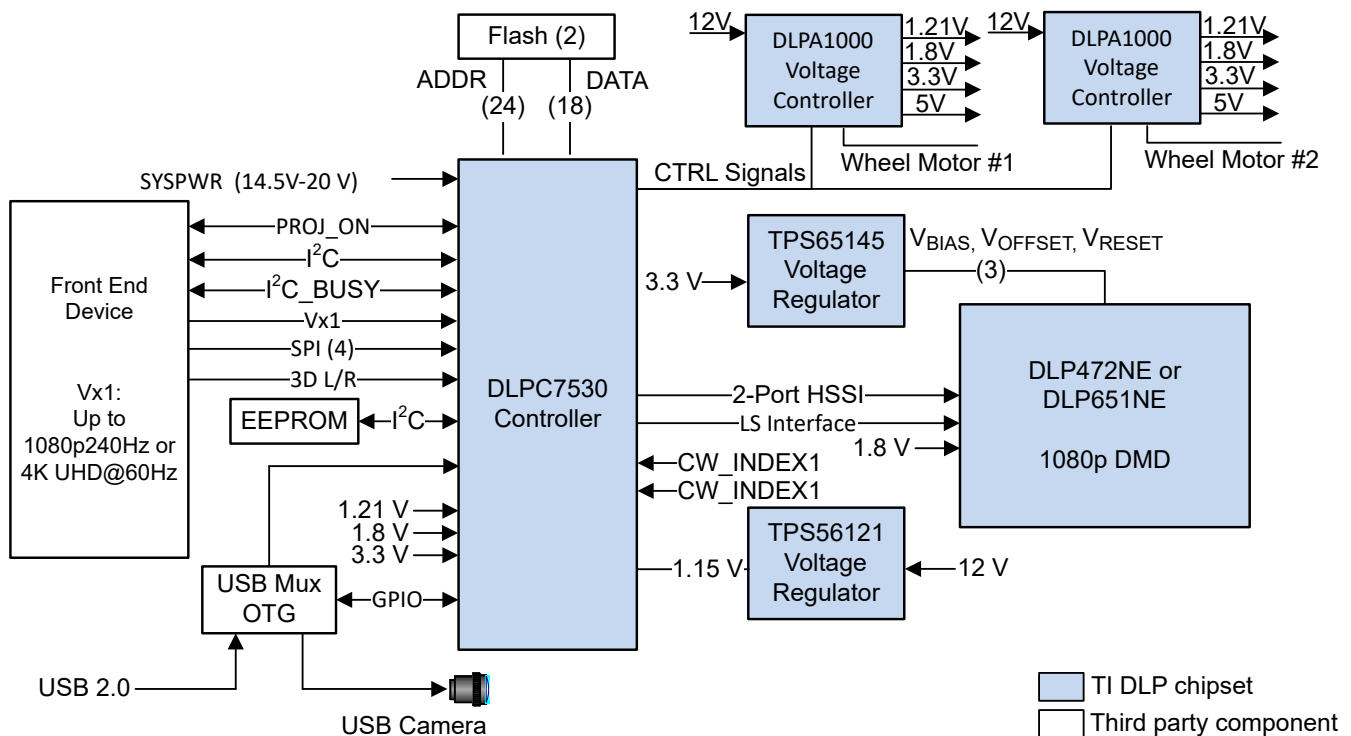 Flash (2)
ADDR
(24)
DATA
(18)
12V
DLPA1000
Voltage
Controller
1.21V
1.8V
3.3V
5V
Wheel Motor #1
12V
DLPA1000
Voltage
Controller
1.21V
1.8V
3.3V
5V
Wheel Motor #2
CTRL Signals
SYSPWR (14.5V-20 V)
Front End
Device
Vx1:
Up to
1080p240Hz or
4K UHD@60Hz
PROJ_ON
I²C
I²C_BUSY
Vx1
SPI (4)
3D L/R
EEPROM
I²C
DLPC7530
Controller
1.21 V
1.8 V
3.3 V
USB Mux
OTG
GPIO
USB 2.0
USB Camera
3.3 V
TPS65145
Voltage
Regulator
VBIAS, VOFFSET, VRESET
(3)
2-Port HSSI
LS Interface
1.8 V
DLP472NE or
DLP651NE
1080p DMD
CW_INDEX1
CW_INDEX1
1.15 V
TPS56121
Voltage
Regulator
12 V
TI DLP chipset
Third party component